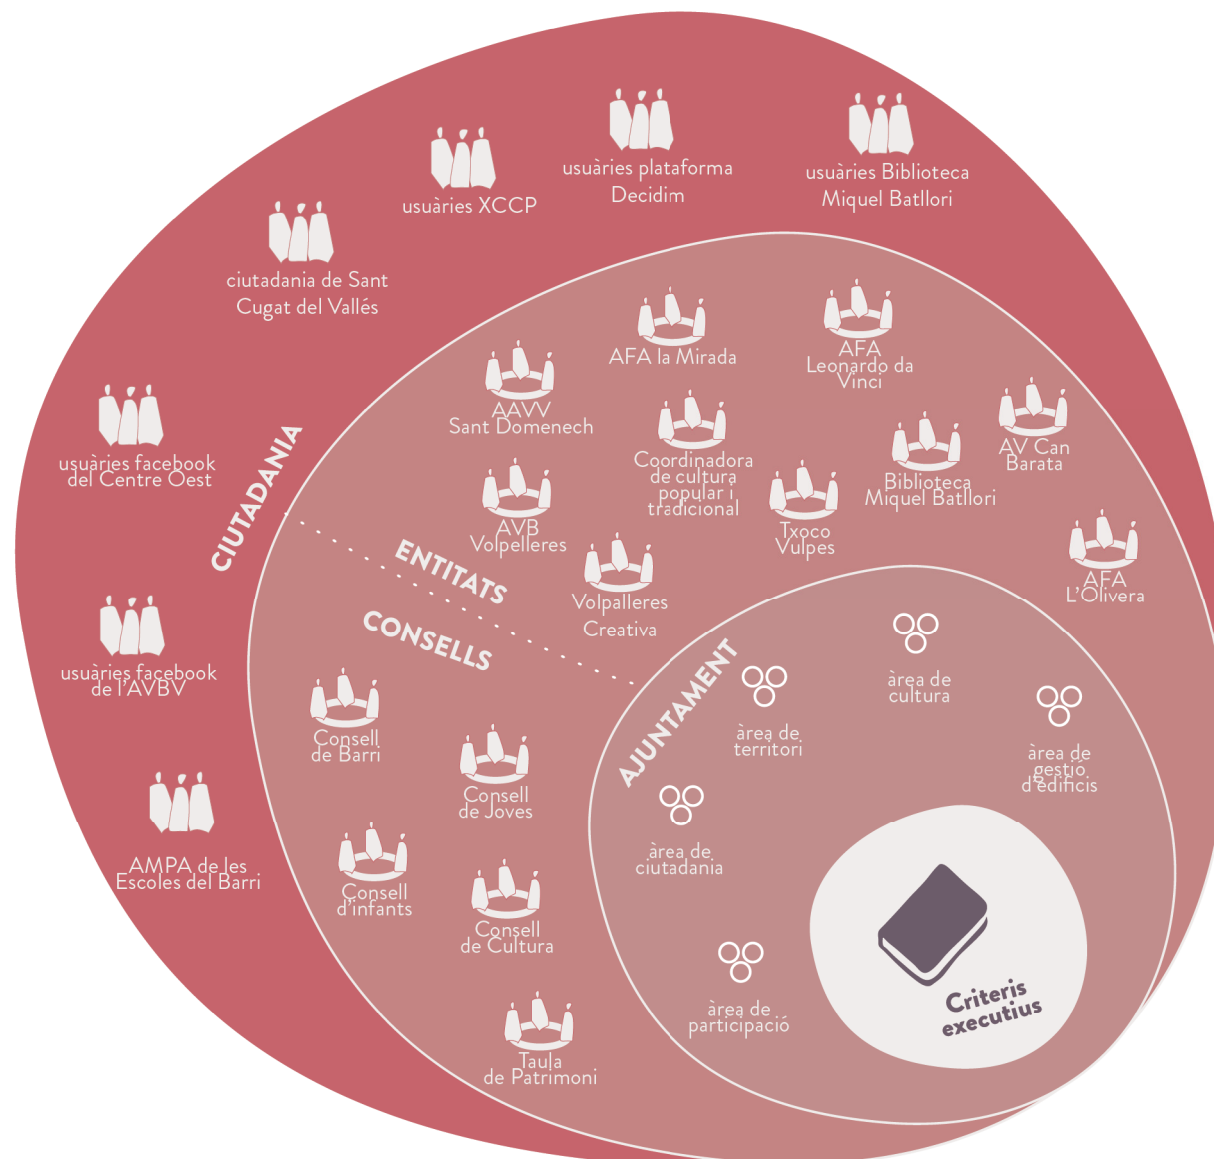 usuàries plataforma
Decidim
usuàries Biblioteca
Miquel Batllori
usuàries XCCP
ciutadania de Sant
Cugat del Vallés
usuàries facebook
del Centre Oest
usuàries facebook
de l'AVBV
AMPA de les
Escoles del Barri
CIUTADANIA
AFA la Mirada
AFA
Leonardo da
Vinci
AAVV
Sant Domenech
Coordinadora
de cultura
popular i
tradicional
AV Can
Barata
Biblioteca
Miquel Batllori
AVB
Volpelleres
Txoco
Vulpes
AFA
L'Olivera
Volpalleres
Creativa
ENTITATS
CONSELLS
Consell
de Barri
Consell
de Joves
Consell
d'infants
Consell
de Cultura
Taula
de Patrimoni
AJUNTAMENT
àrea de
cultura
àrea de
territori
àrea de
gestió
d'edificis
àrea de
ciutadania
àrea de
participació
Criteris
executius